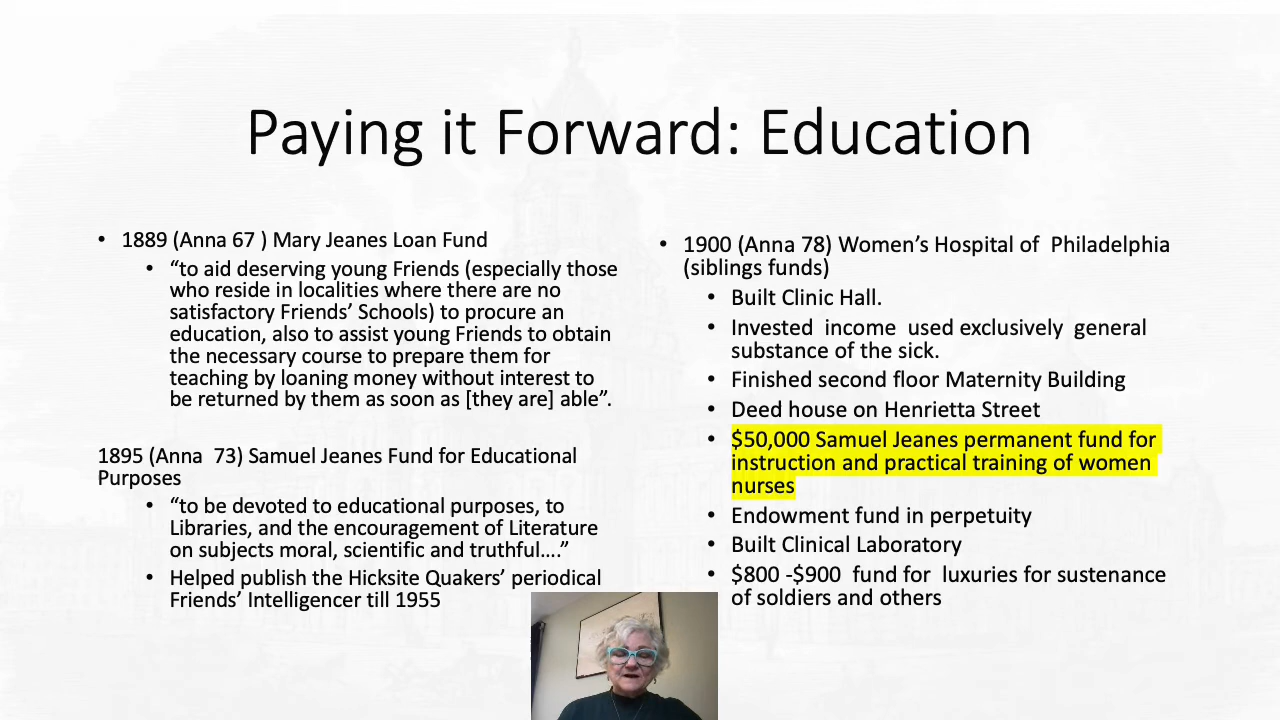 Paying it Forward: Education
• 1889 (Anna 67 ) Mary Jeanes Loan Fund
• “to aid deserving young Friends (especially those
who reside in localities where there are no
satisfactory Friends’ Schools) to procure an
education, also to assist young Friends to obtain
the necessary course to prepare them for
teaching by loaning money without interest to
be returned by them as soon as [they are] able”.
1895 (Anna  73) Samuel Jeanes Fund for Educational
Purposes
• “to be devoted to educational purposes, to
Libraries, and the encouragement of Literature
on subjects moral, scientific and truthful….”
• Helped publish the Hicksite Quakers’ periodical
Friends’ Intelligencer till 1955
• 1900 (Anna 78) Women’s Hospital of  Philadelphia
(siblings funds)
• Built Clinic Hall.
• Invested  income  used exclusively  general
substance of the sick.
• Finished second floor Maternity Building
• Deed house on Henrietta Street
• $50,000 Samuel Jeanes permanent fund for
instruction and practical training of women
nurses
• Endowment fund in perpetuity
• Built Clinical Laboratory
• $800 -$900  fund for  luxuries for sustenance
of soldiers and others